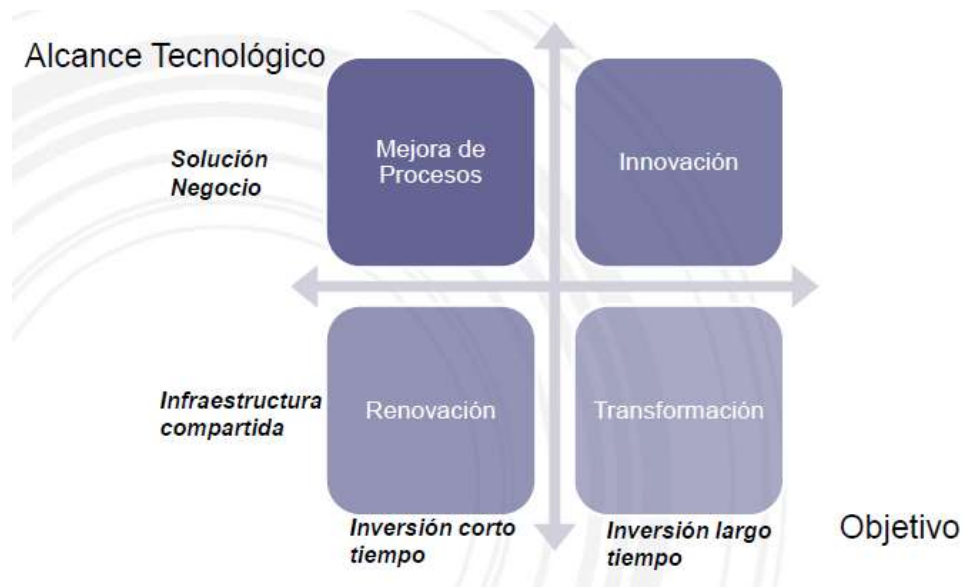 Alcance Tecnológico
Mejora de
Procesos
Innovación
Solución
Negocio
Renovación
Transformación
Infraestructura
compartida
Inversión corto
tiempo
Inversión largo
tiempo
Objetivo